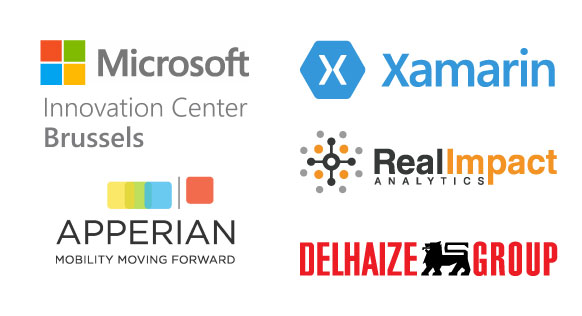 Microsoft
Innovation Center
Brussels
APPERIAN
MOBILITY MOVING FORWARD
X Xamarin
RealImpact
ANALYTICS
DELHAIZE GROUP